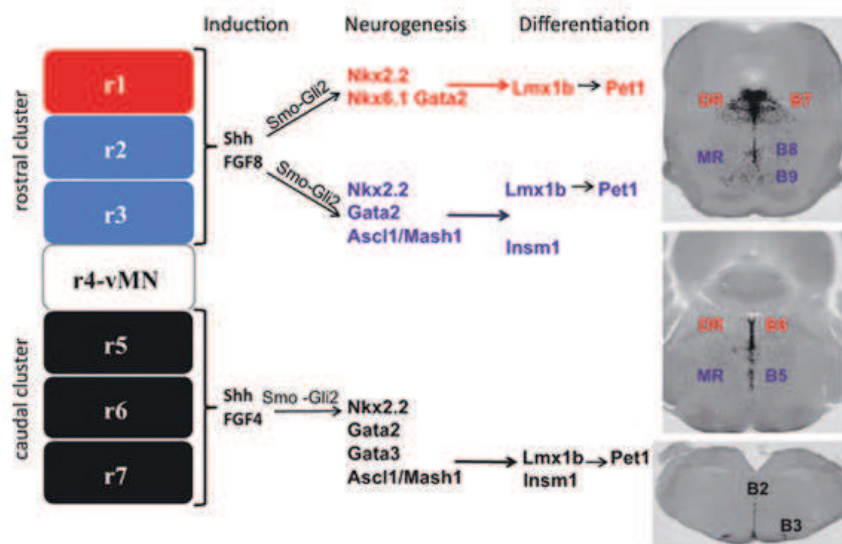 Induction Neurogenesis Differentiation
rostral cluster
r1
r2
r3
r4-vMN
caudal cluster
r5
r6
r7
Shh
FGF8
Smo-Gli2
Nkx2.2
Nkx6.1 Gata2
Lmx1b Pet1
Smo-Gli2
Nkx2.2
Gata2
Ascl1/Mash1
Lmx1b Pet1
Insm1
Shh
FGF4
Smo -Gli2
Nkx2.2
Gata2
Gata3
Ascl1/Mash1
Lmx1b Pet1
Insm1
DR B7
MR B8
B9
DR B6
MR B5
B2
B3